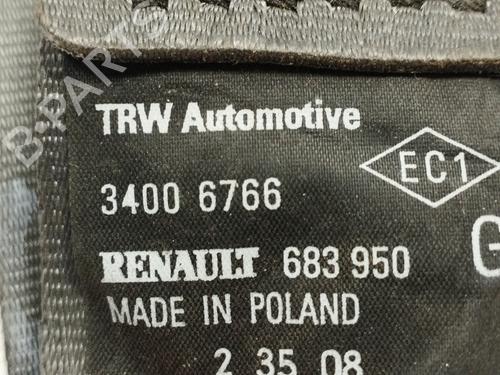 TRW Automotive
EC1
3400 6766
G
RENAULT 683 950
MADE IN POLAND
2 35 08
B-PARTS